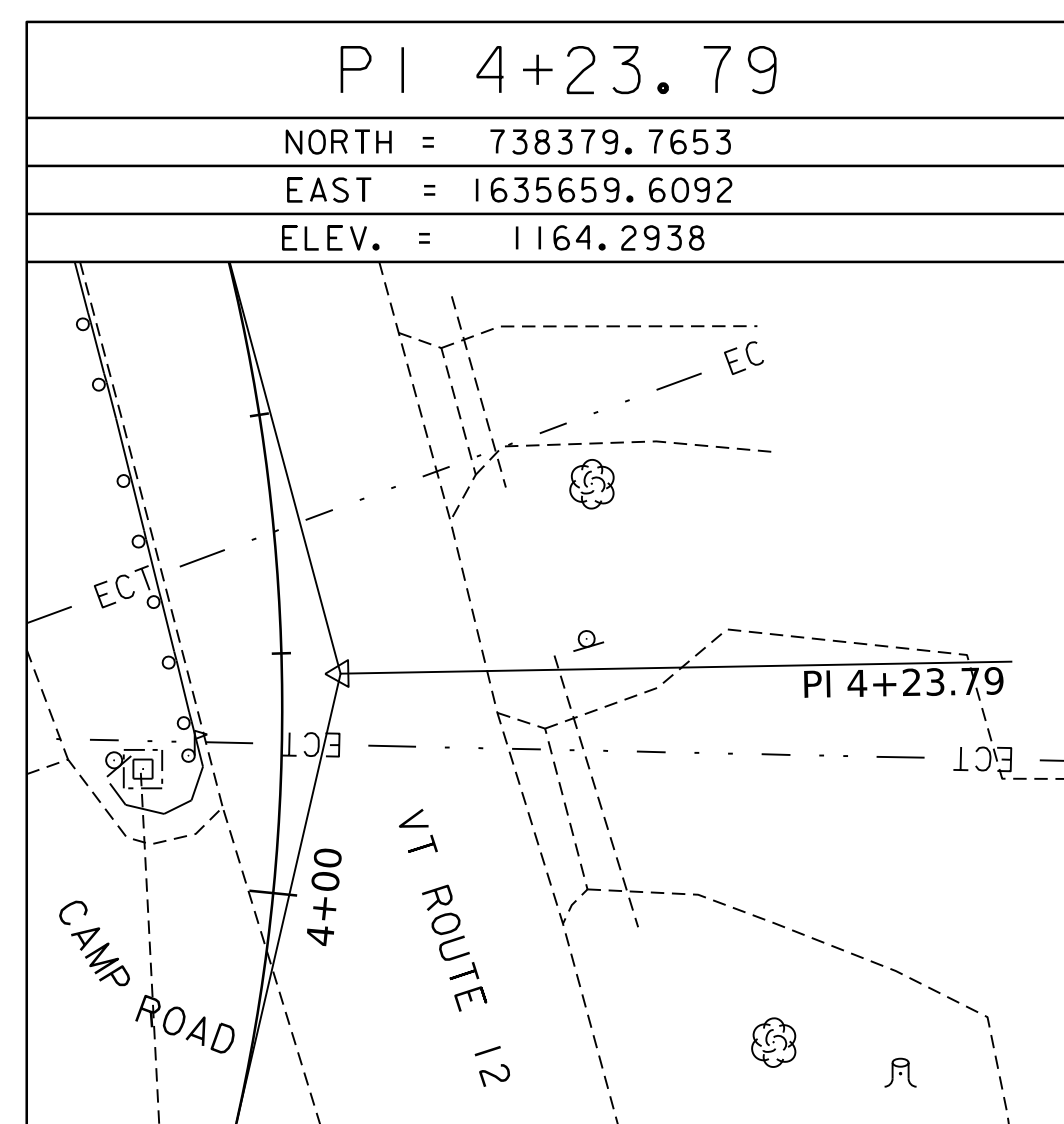 PI 4+23.79
NORTH = 738379.7653
EAST = 1635659.6092
ELEV. = 1164.2938
EC
ECT
PI 4+23.79
ECT
ECT
4+00
VT ROUTE 12
CAMP ROAD